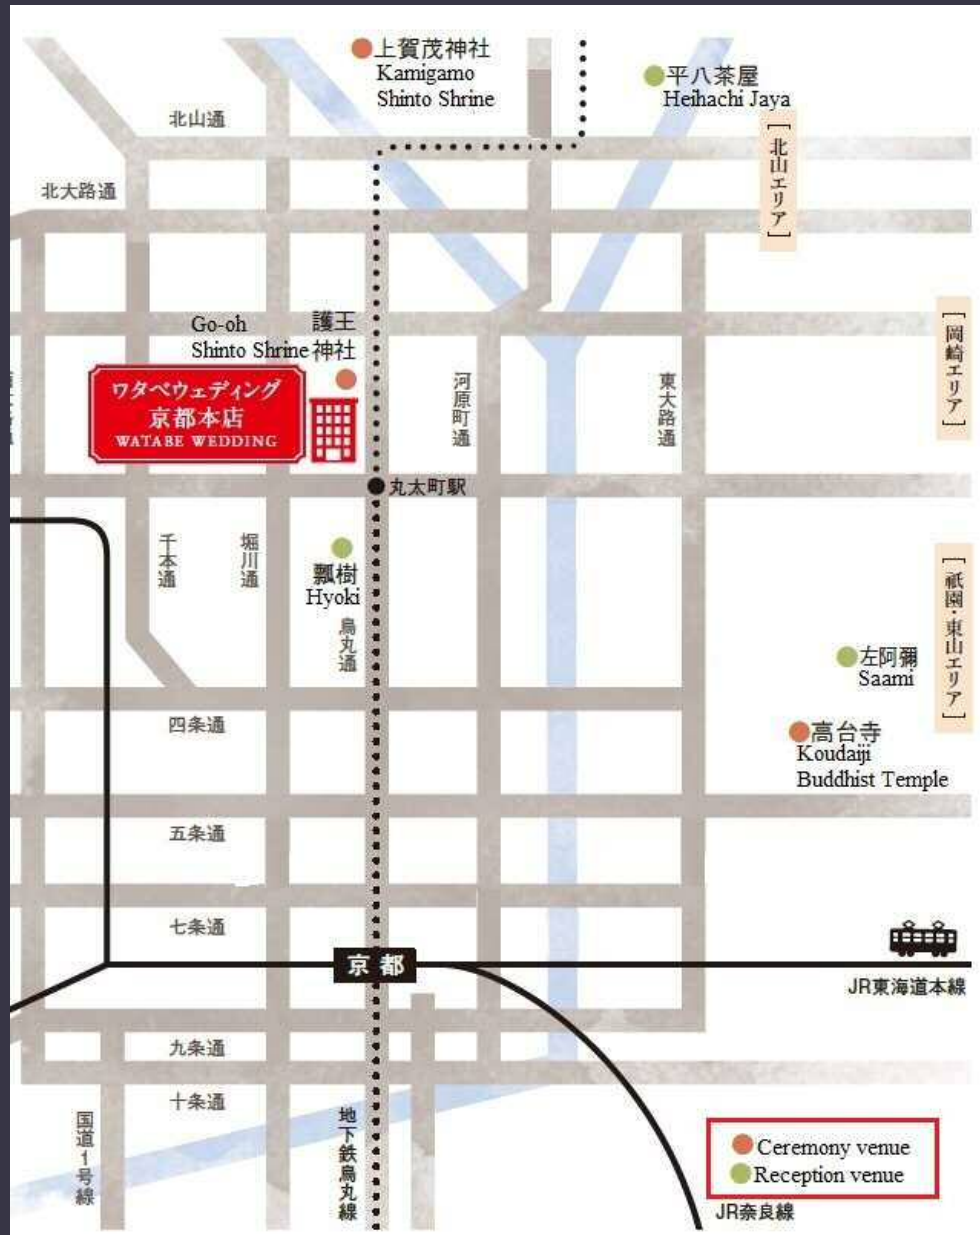 上賀茂神社
Kamigamo
Shinto Shrine
平八茶屋
Heihachi Jaya
北山通
[北山エリア]
北大路通
Go-oh
Shinto Shrine
護王
神社
[岡崎エリア]
ワタベウェディング
京都本店
WATABE WEDDING
河原町通
東大路通
丸太町駅
千本通
堀川通
瓢樹
Hyoki
烏丸通
[祇園・東山エリア]
左阿彌
Saami
四条通
高台寺
Koudaiji
Buddhist Temple
五条通
七条通
京都
JR東海道本線
九条通
十条通
国道1号線
地下鉄烏丸線
Ceremony venue
Reception venue
JR奈良線